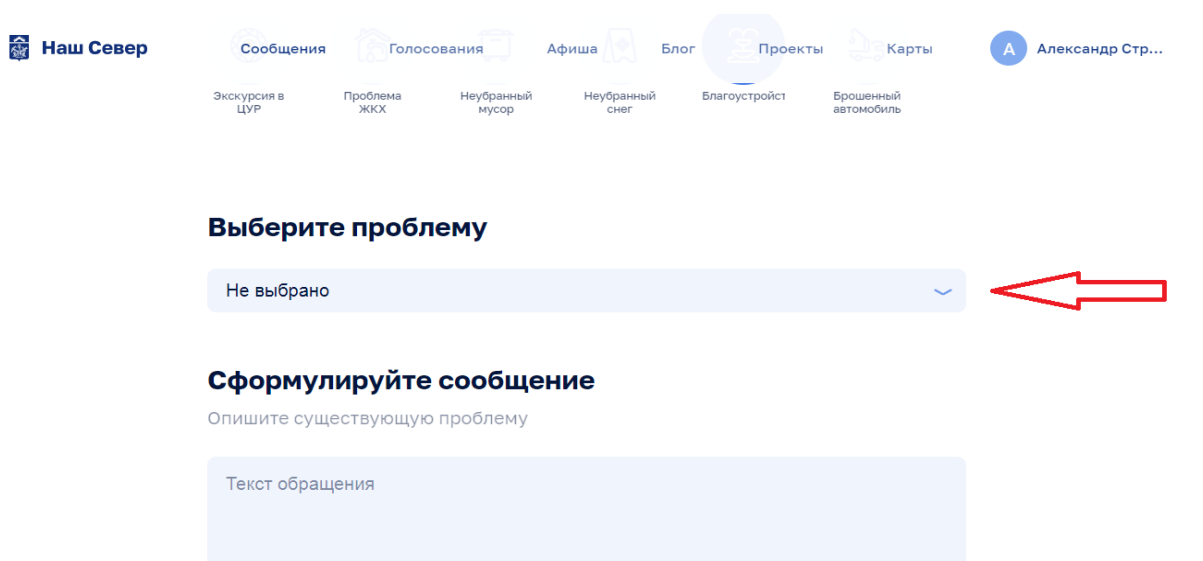 Наш Север
Сообщения
Голосования
Афиша
Блог
Проекты
Карты
А
Александр Стр...
Экскурсия в
ЦУР
Проблема
ЖКХ
Неубранный
мусор
Неубранный
снег
Благоустройст
Брошенный
автомобиль
Выберите проблему
Не выбрано
Сформулируйте сообщение
Опишите существующую проблему
Текст обращения